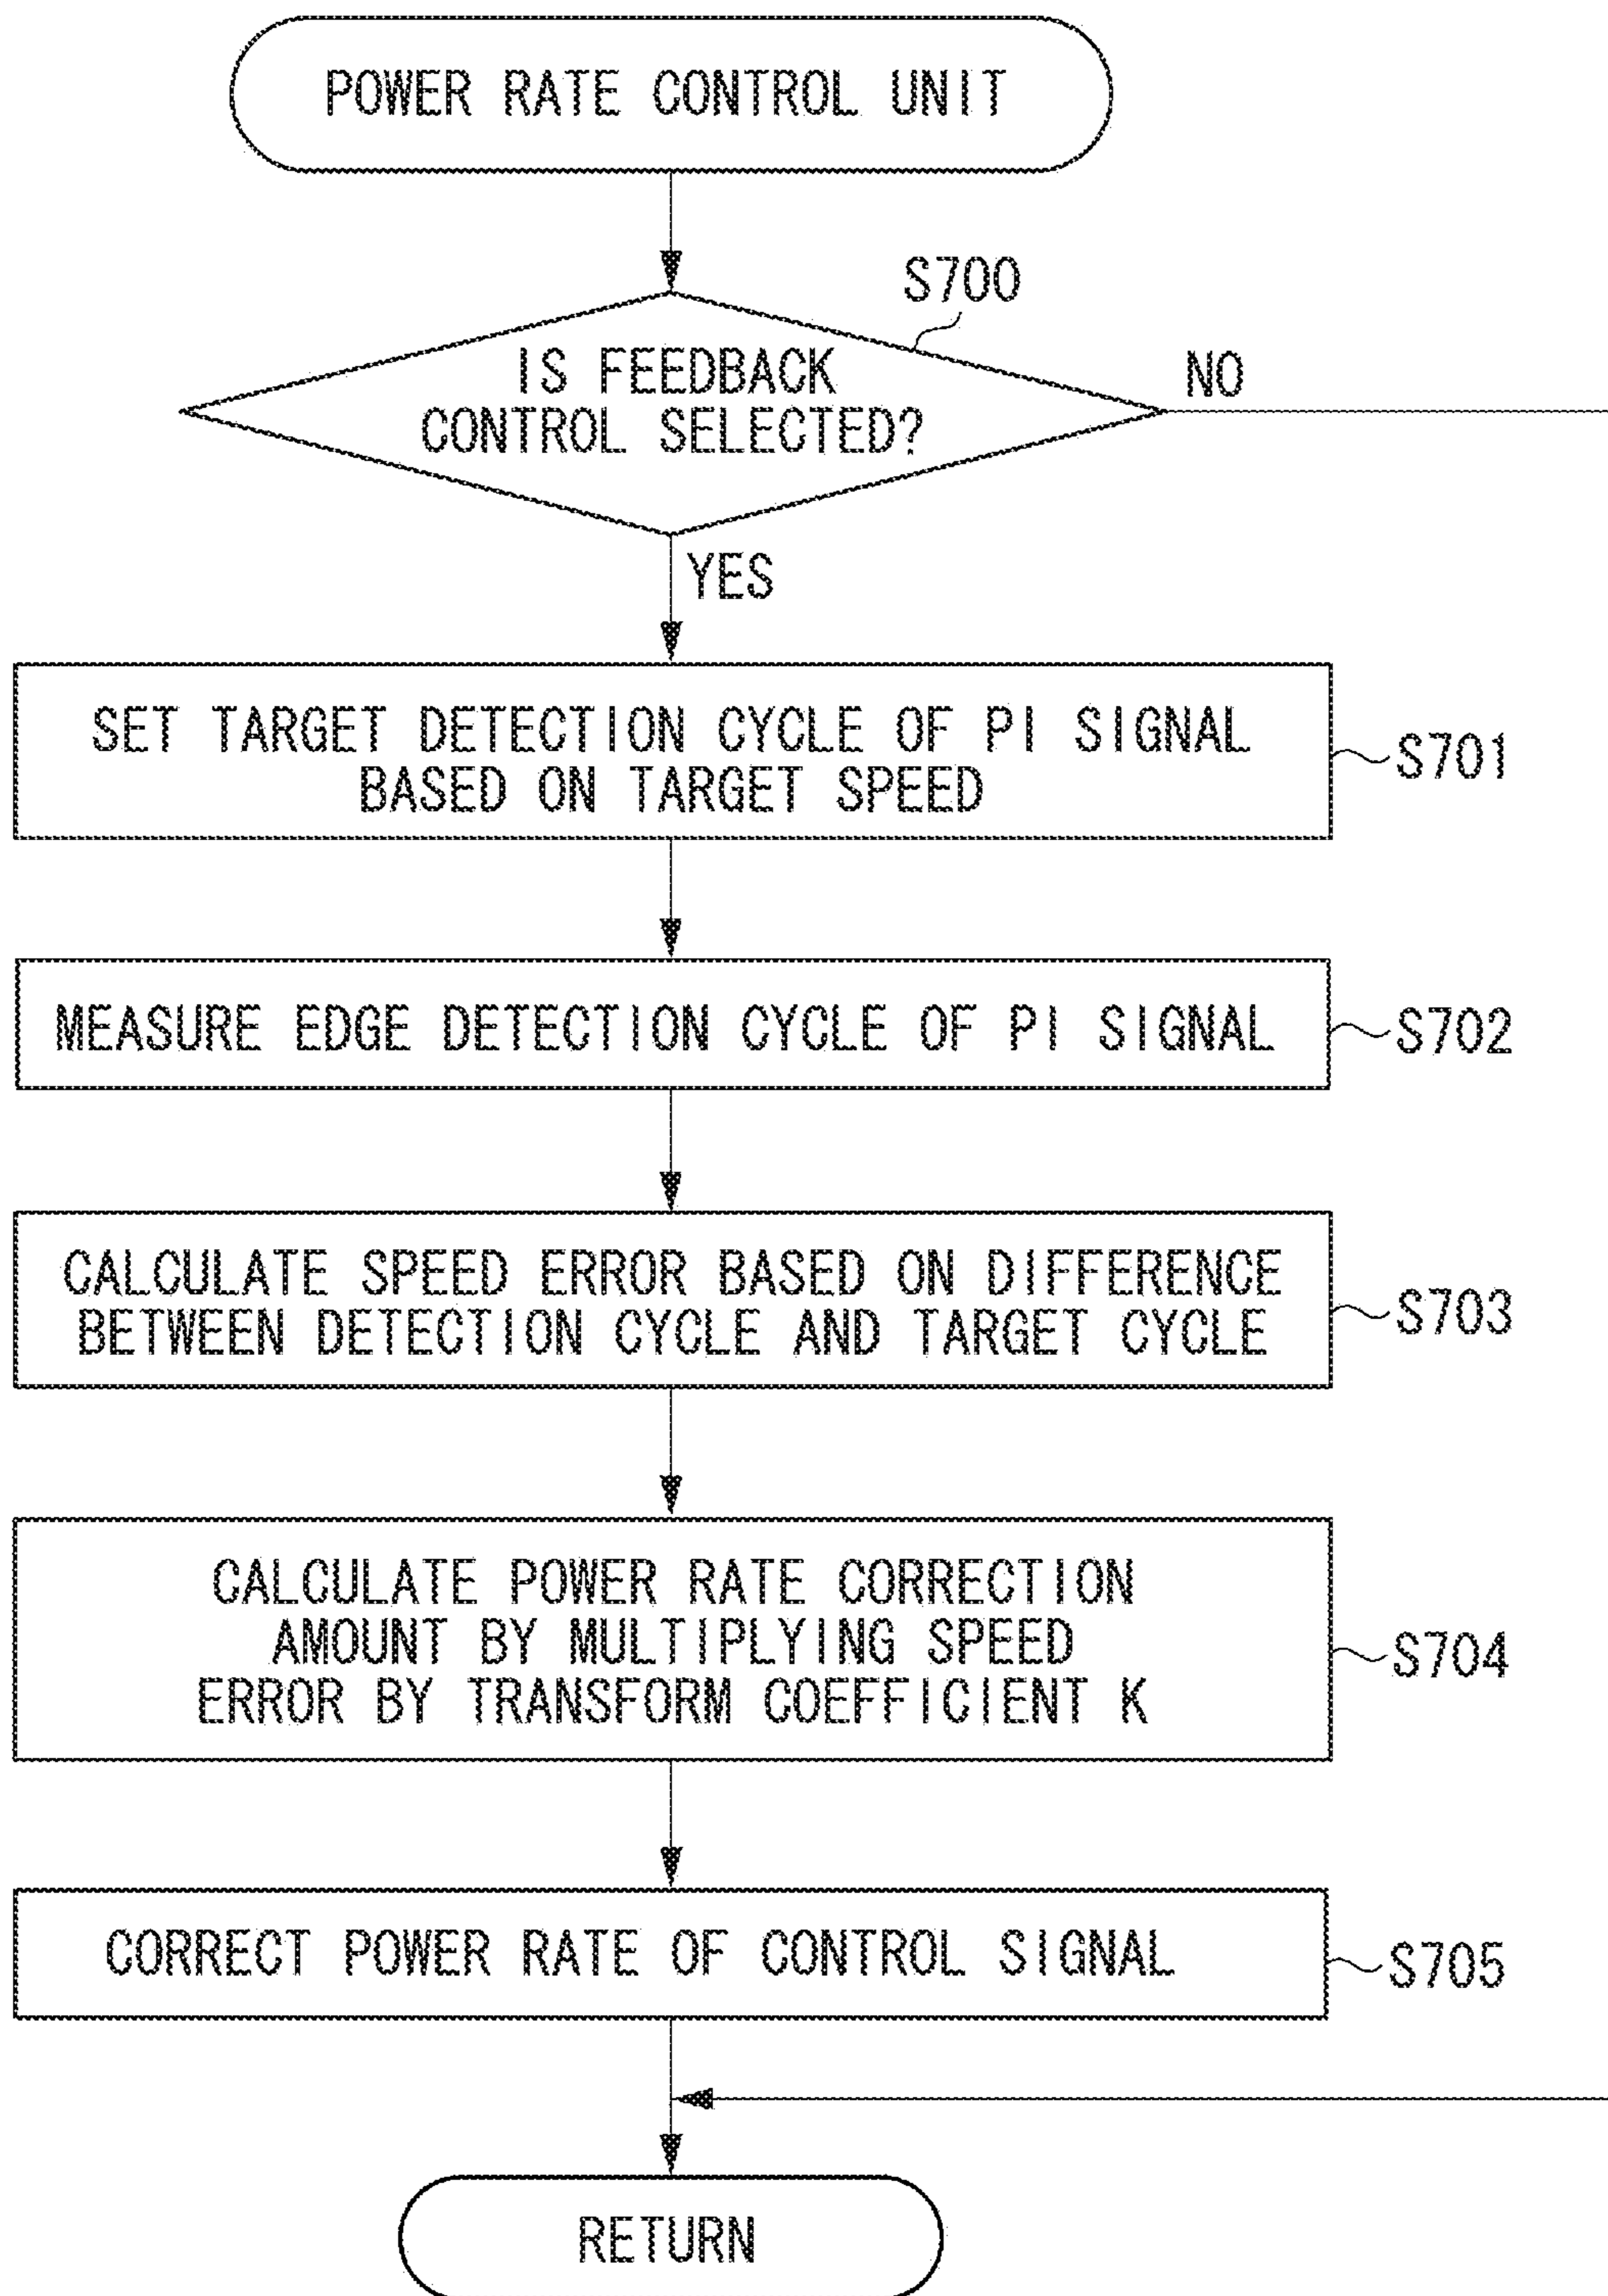 POWER RATE CONTROL UNIT
S700
IS FEEDBACK
CONTROL SELECTED?
NO
YES
SET TARGET DETECTION CYCLE OF PI SIGNAL
BASED ON TARGET SPEED
S701
MEASURE EDGE DETECTION CYCLE OF PI SIGNAL
S702
CALCULATE SPEED ERROR BASED ON DIFFERENCE
BETWEEN DETECTION CYCLE AND TARGET CYCLE
S703
CALCULATE POWER RATE CORRECTION
AMOUNT BY MULTIPLYING SPEED
ERROR BY TRANSFORM COEFFICIENT K
S704
CORRECT POWER RATE OF CONTROL SIGNAL
S705
RETURN